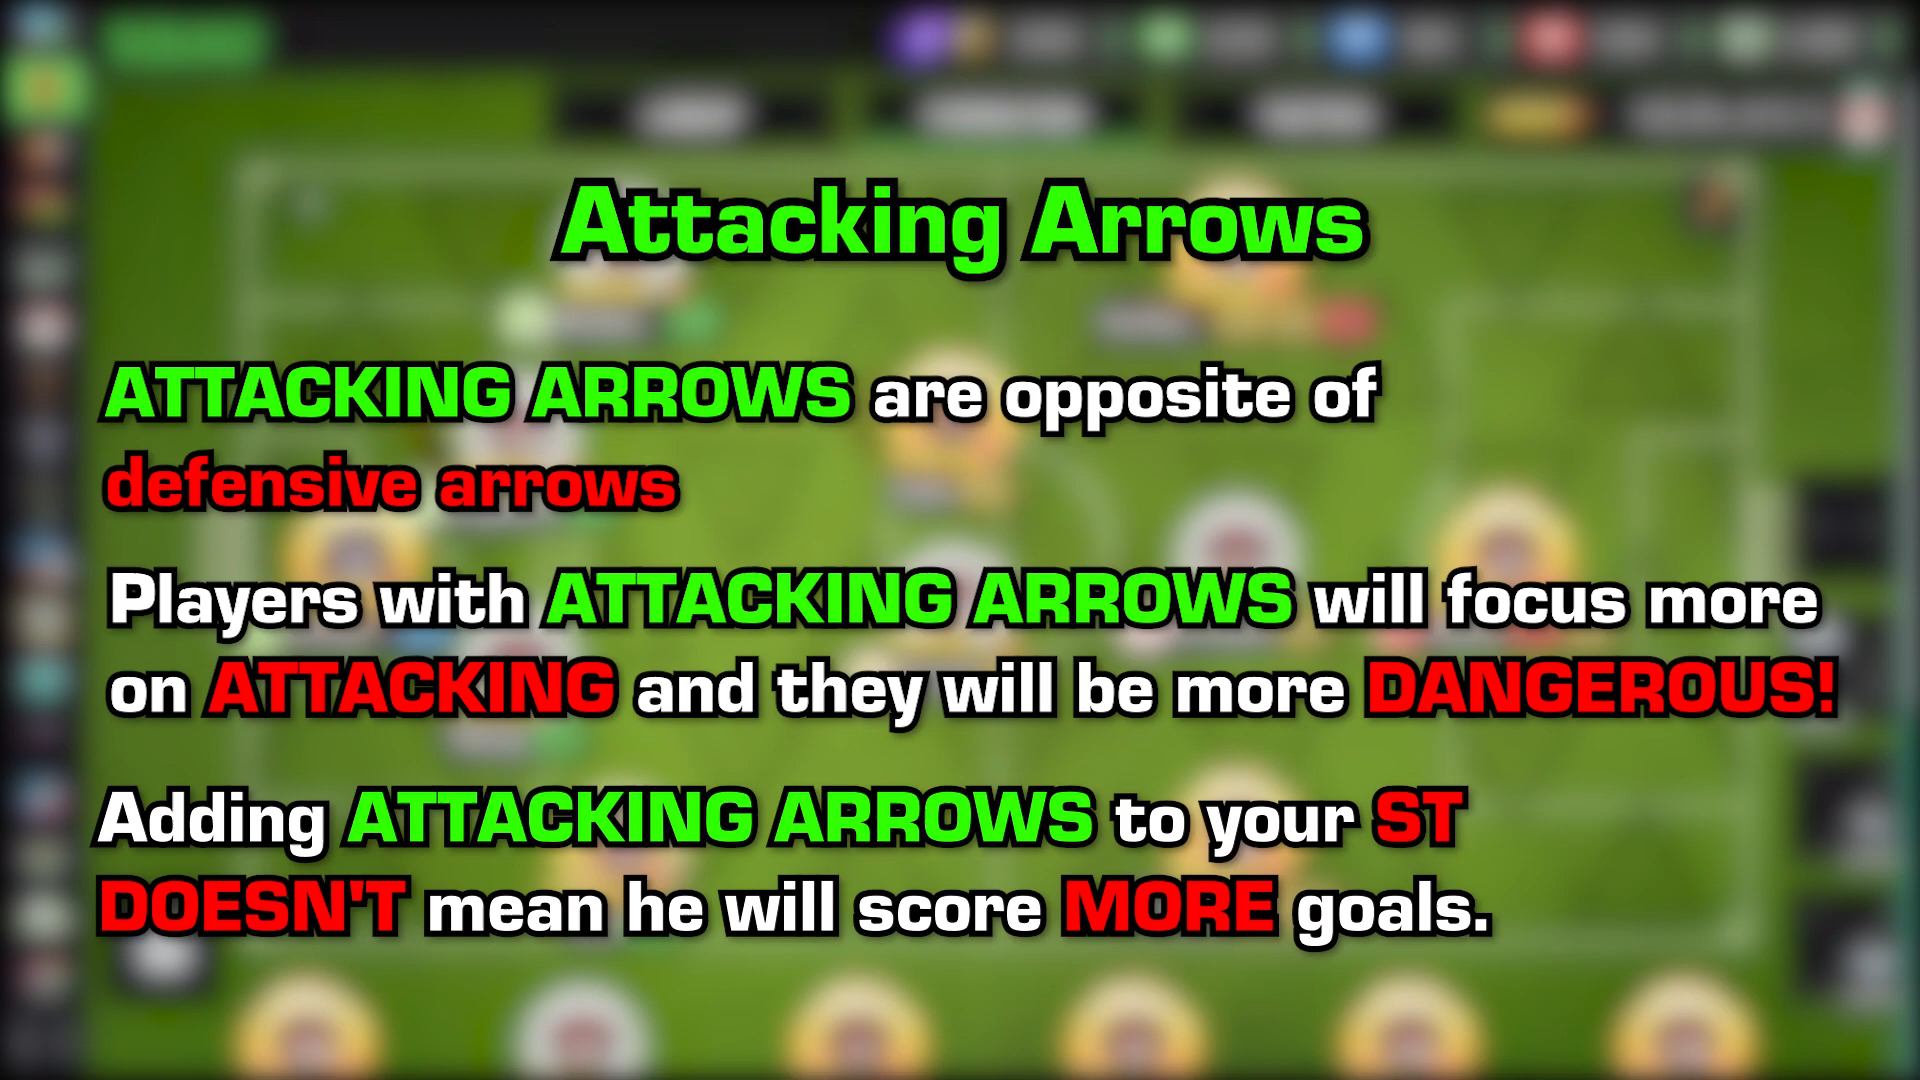 Attacking Arrows
ATTACKING ARROWS are opposite of
defensive arrows
Players with ATTACKING ARROWS will focus more
on ATTACKING and they will be more DANGEROUS!
Adding ATTACKING ARROWS to your ST
DOESN'T mean he will score MORE goals.